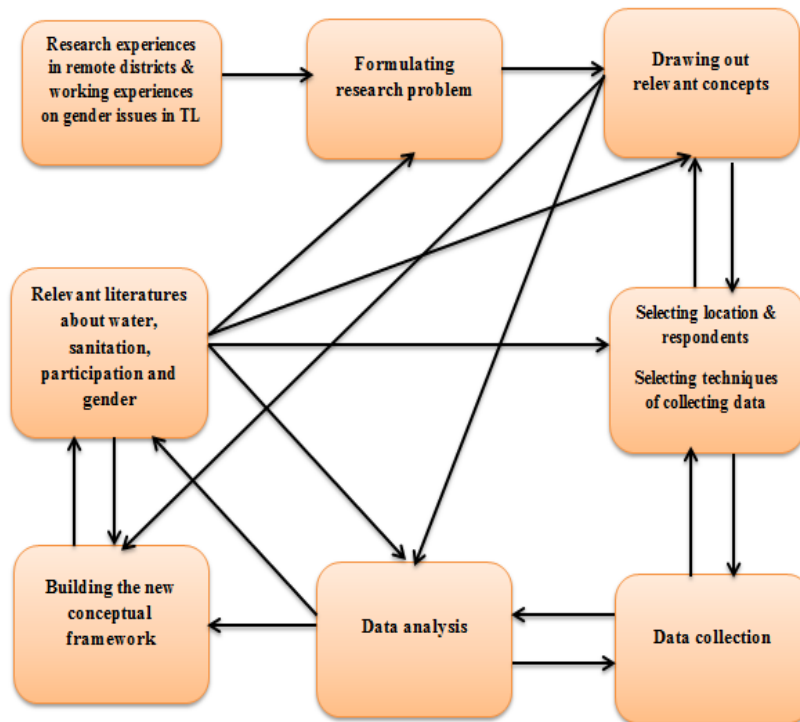 Research experiences
in remote districts &
working experiences
on gender issues in TL
Formulating
research problem
Drawing out
relevant concepts
Relevant literatures
about water,
sanitation,
participation and
gender
Selecting location &
respondents
Selecting techniques
of collecting data
Building the new
conceptual
framework
Data analysis
Data collection